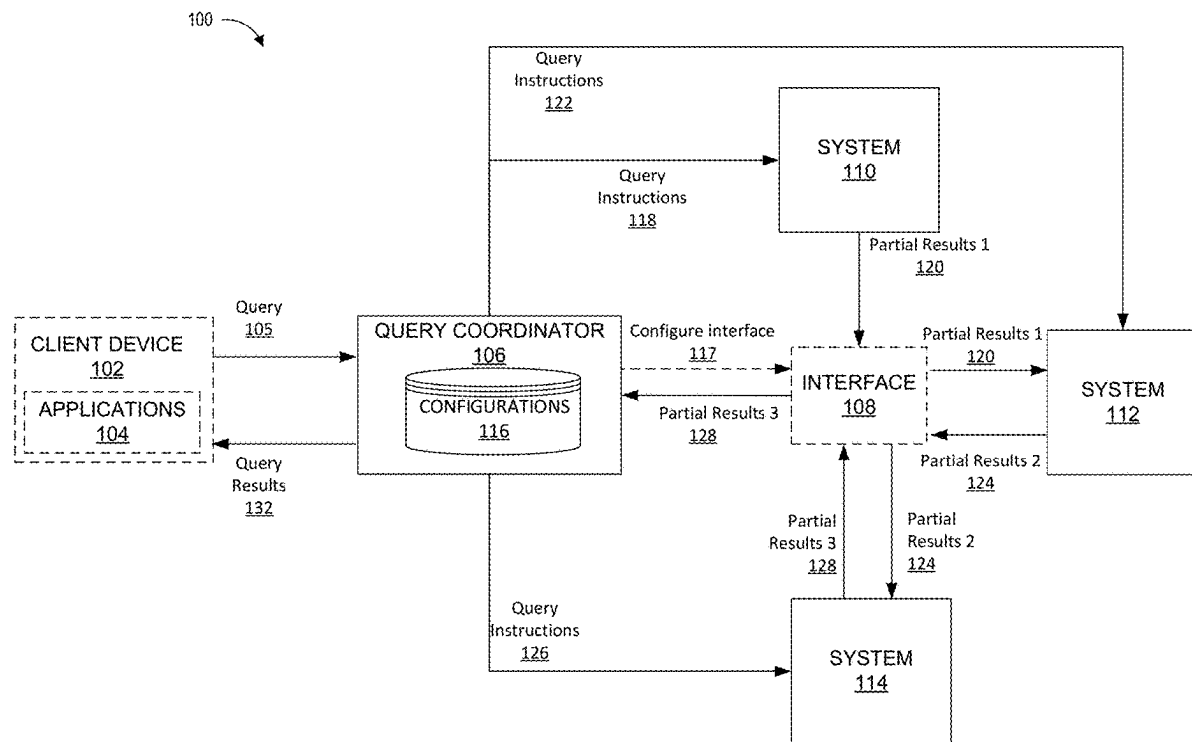 100
Query
Instructions
122
SYSTEM
110
Query
Instructions
118
Partial Results 1
120
Query
105
CLIENT DEVICE
102
APPLICATIONS
104
Query
Results
132
QUERY COORDINATOR
106
CONFIGURATIONS
116
Configure interface
117
Partial Results 3
128
INTERFACE
108
Partial Results 1
120
SYSTEM
112
Partial Results 2
124
Partial
Results 3
128
Partial
Results 2
124
Query
Instructions
126
SYSTEM
114